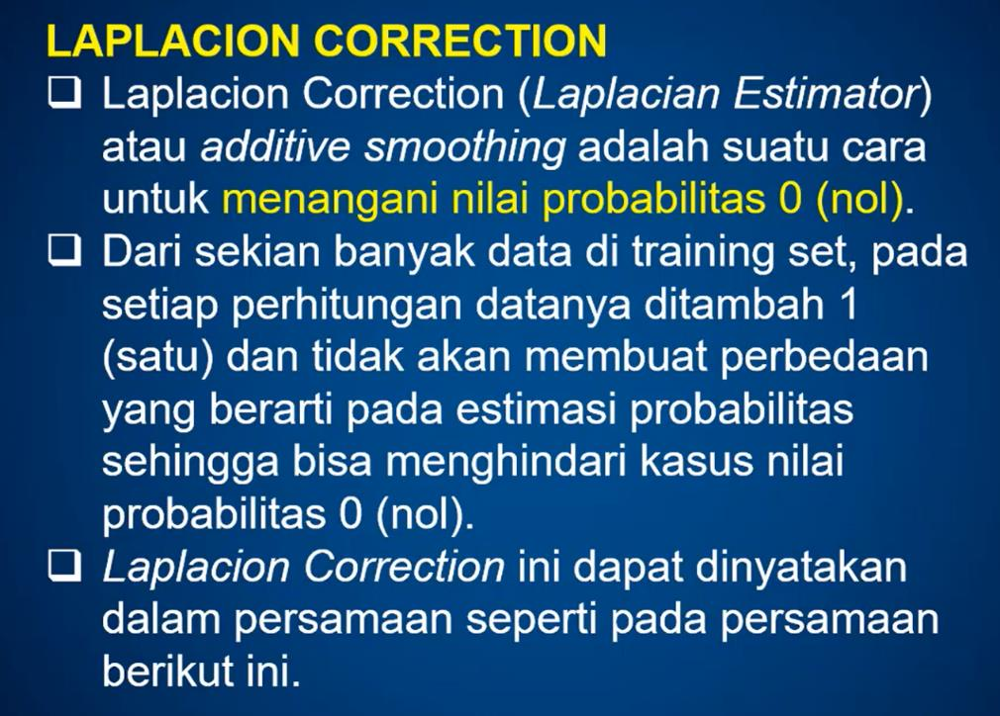 LAPLACION CORRECTION
❑ Laplacion Correction (Laplacian Estimator)
atau additive smoothing adalah suatu cara
untuk menangani nilai probabilitas 0 (nol).
❑ Dari sekian banyak data di training set, pada
setiap perhitungan datanya ditambah 1
(satu) dan tidak akan membuat perbedaan
yang berarti pada estimasi probabilitas
sehingga bisa menghindari kasus nilai
probabilitas 0 (nol).
❑ Laplacion Correction ini dapat dinyatakan
dalam persamaan seperti pada persamaan
berikut ini.